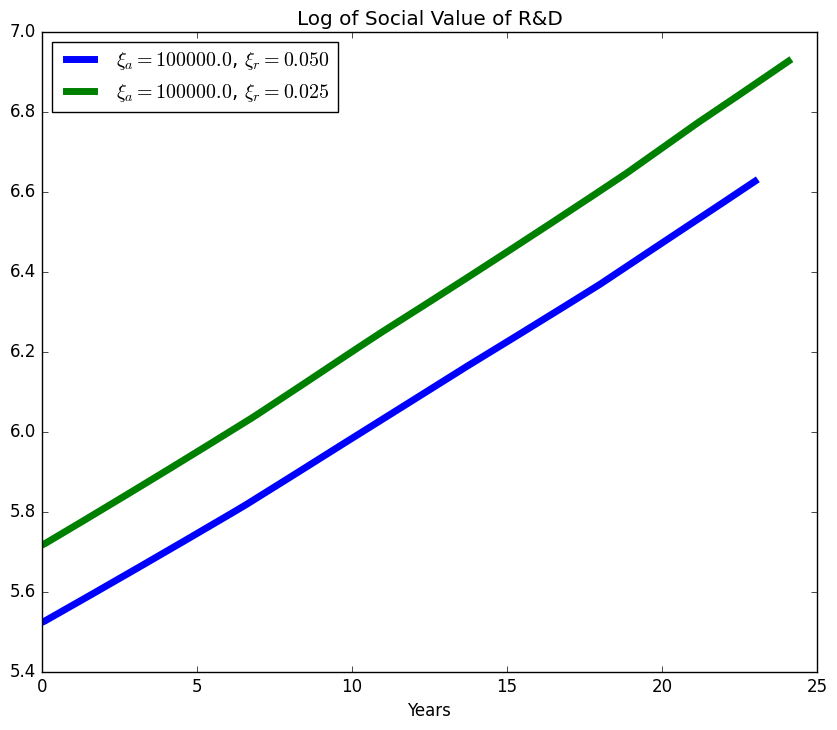 Log of Social Value of R&D
7.0
6.8
6.6
6.4
6.2
6.0
5.8
5.6
5.4
ξₐ = 100000.0, ξᵣ = 0.050
ξₐ = 100000.0, ξᵣ = 0.025
0 5 10 15 20 25
Years